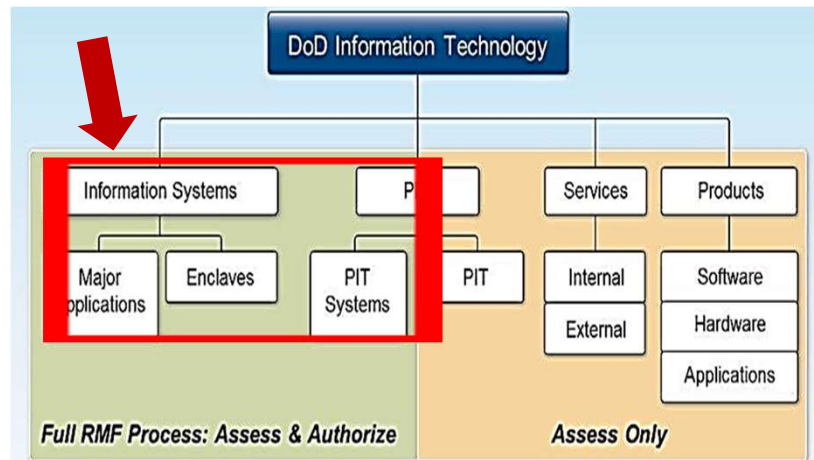 DoD Information Technology
Information Systems
P
Services
Products
Major
pplications
Enclaves
PIT
Systems
PIT
Internal
External
Software
Hardware
Applications
Full RMF Process: Assess & Authorize
Assess Only